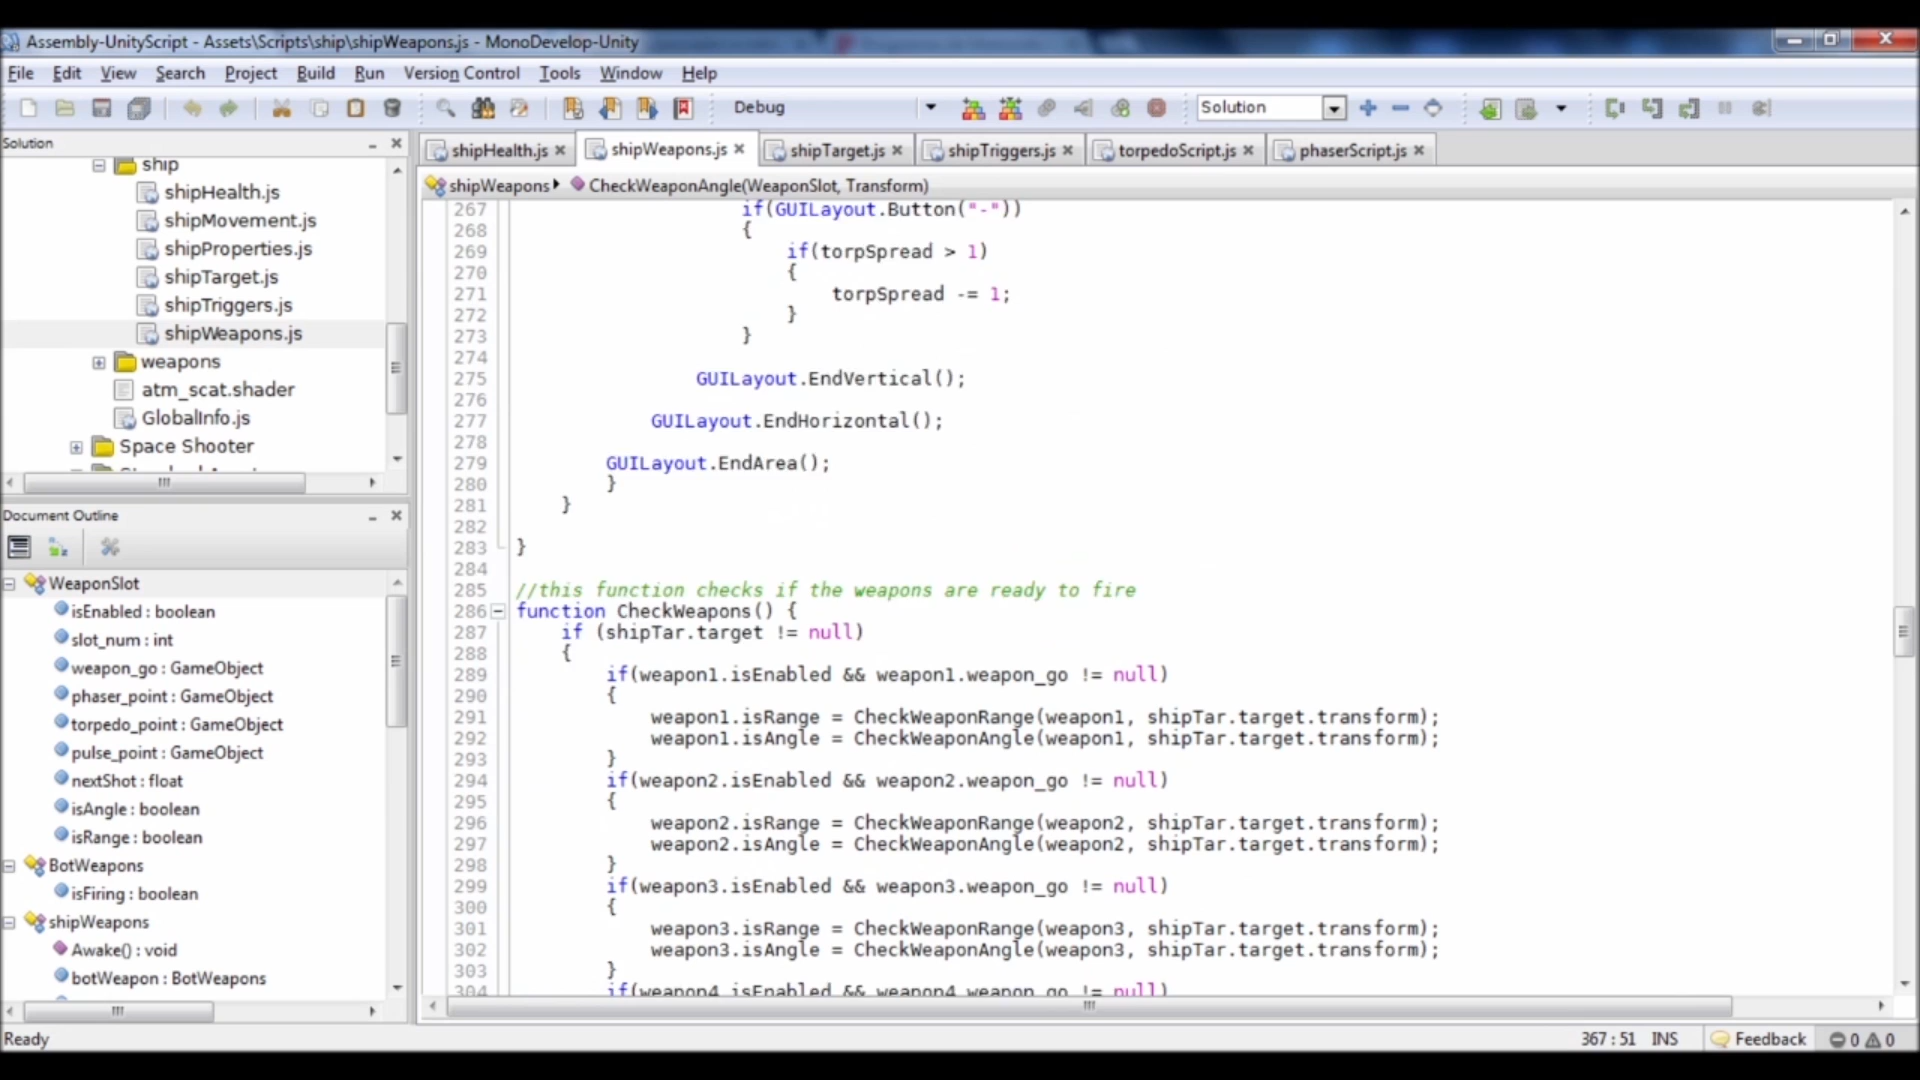 Assembly-UnityScript - Assets\Scripts\ship\shipWeapons.js - MonoDevelop-Unity
File Edit View Search Project Build Run Version Control Tools Window Help
Debug Solution
Solution
ship
shipHealth.js
shipMovement.js
shipProperties.js
shipTarget.js
shipTriggers.js
shipWeapons.js
weapons
atm_scat.shader
GlobalInfo.js
Space Shooter
Document Outline
WeaponSlot
isEnabled : boolean
slot_num : int
weapon_go : GameObject
phaser_point : GameObject
torpedo_point : GameObject
pulse_point : GameObject
nextShot : float
isAngle : boolean
isRange : boolean
BotWeapons
isFiring : boolean
shipWeapons
Awake() : void
botWeapon : BotWeapons
shipHealth.js shipWeapons.js shipTarget.js shipTriggers.js torpedoScript.js phaserScript.js
shipWeapons CheckWeaponAngle(WeaponSlot, Transform)
267 if(GUILayout.Button("-"))
268 {
269 if(torpSpread > 1)
270 {
271 torpSpread -= 1;
272 }
273 }
274
275 GUILayout.EndVertical();
276
277 GUILayout.EndHorizontal();
278
279 GUILayout.EndArea();
280 }
281 }
282
283 }
284
285 //this function checks if the weapons are ready to fire
286 function CheckWeapons() {
287 if (shipTar.target != null)
288 {
289 if(weapon1.isEnabled && weapon1.weapon_go != null)
290 {
291 weapon1.isRange = CheckWeaponRange(weapon1, shipTar.target.transform);
292 weapon1.isAngle = CheckWeaponAngle(weapon1, shipTar.target.transform);
293 }
294 if(weapon2.isEnabled && weapon2.weapon_go != null)
295 {
296 weapon2.isRange = CheckWeaponRange(weapon2, shipTar.target.transform);
297 weapon2.isAngle = CheckWeaponAngle(weapon2, shipTar.target.transform);
298 }
299 if(weapon3.isEnabled && weapon3.weapon_go != null)
300 {
301 weapon3.isRange = CheckWeaponRange(weapon3, shipTar.target.transform);
302 weapon3.isAngle = CheckWeaponAngle(weapon3, shipTar.target.transform);
303 }
304 if(weapon4.isEnabled && weapon4.weapon_go != null)
Ready 367 : 51 INS Feedback 0 0